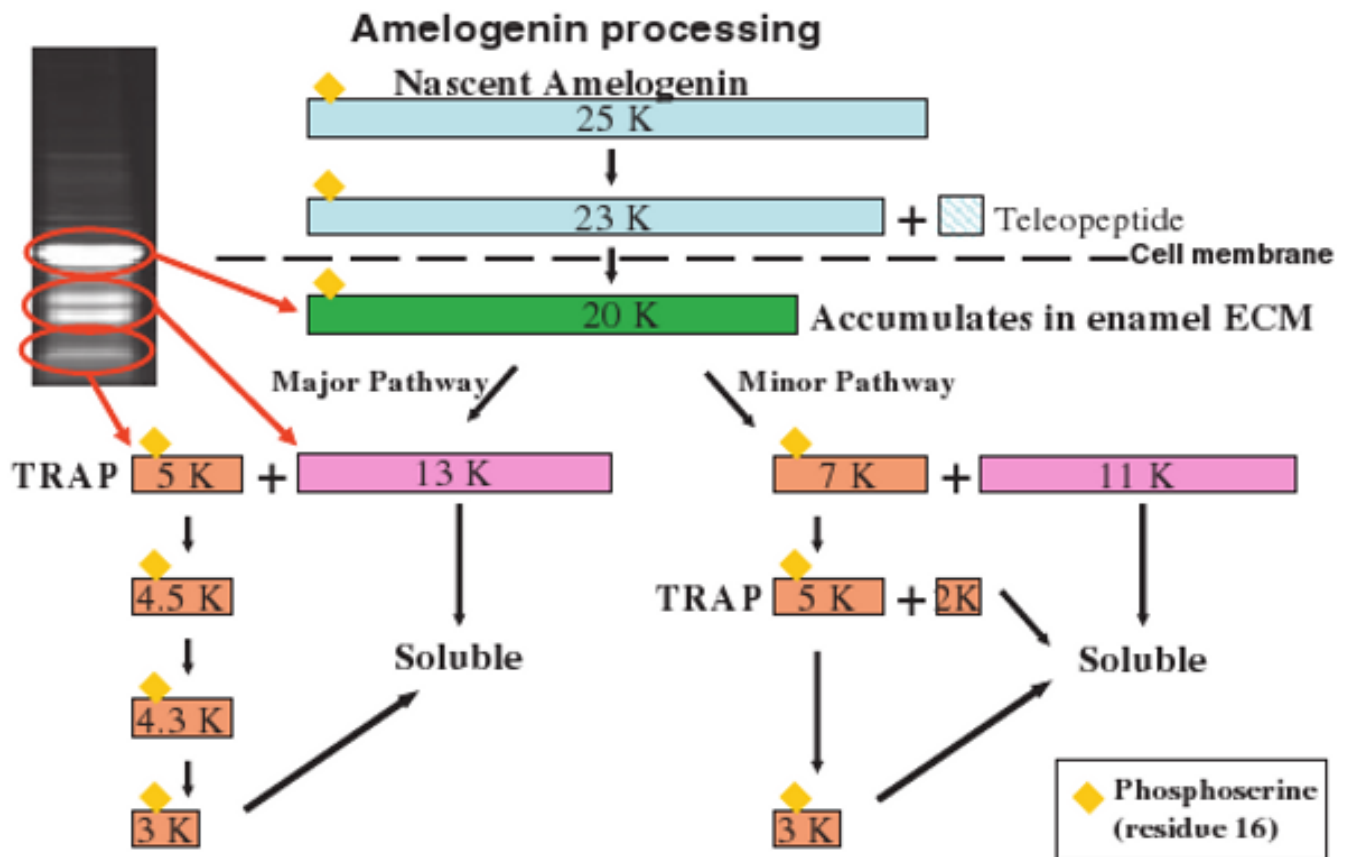 Amelogenin processing
Nascent Amelogenin
25 K
23 K + Teleopeptide
Cell membrane
20 K Accumulates in enamel ECM
Major Pathway
Minor Pathway
TRAP 5 K + 13 K
7 K + 11 K
4.5 K
TRAP 5 K + 2K
Soluble
Soluble
4.3 K
3 K
3 K
Phosphoserine
(residue 16)